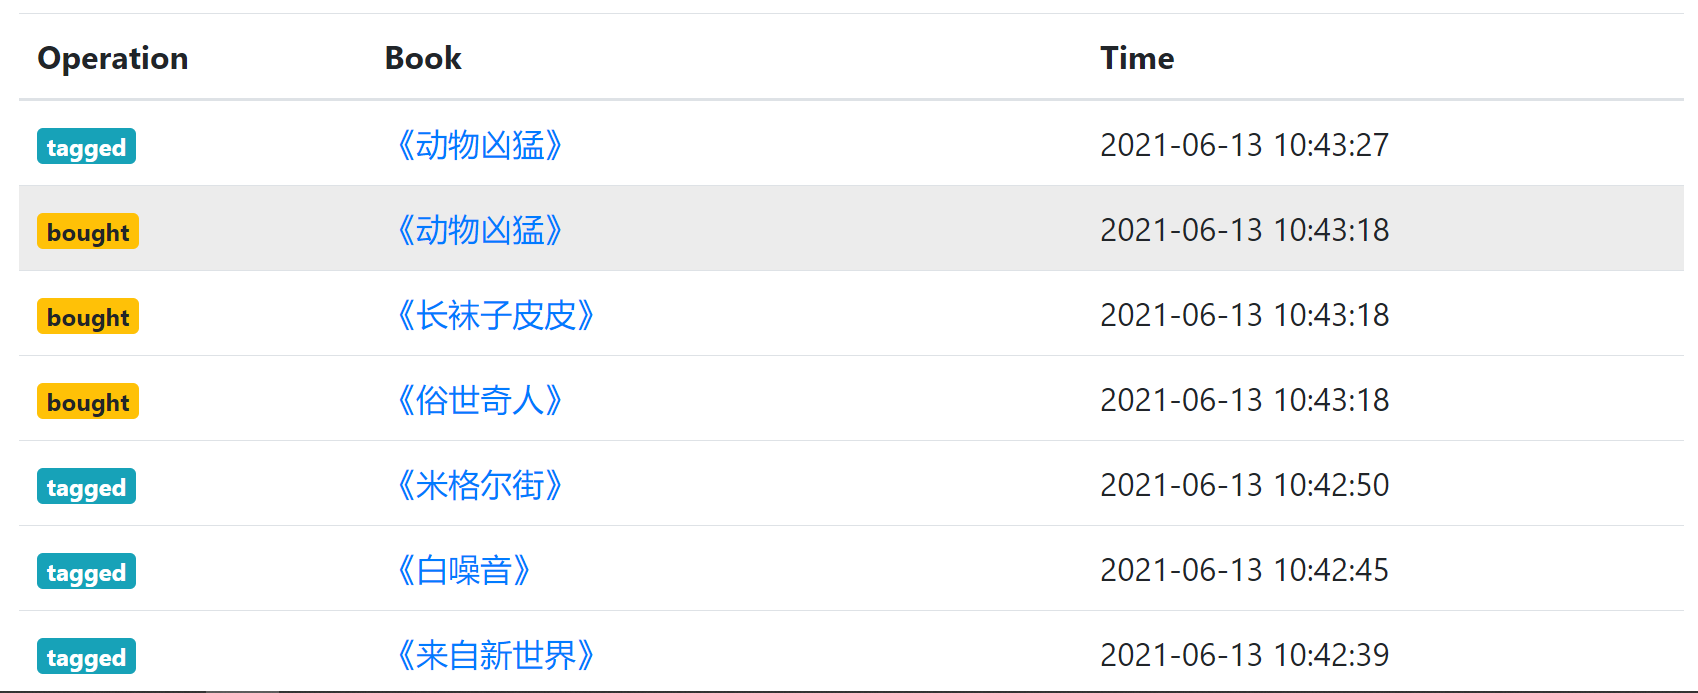 Operation Book Time
tagged 《动物凶猛》 2021-06-13 10:43:27
bought 《动物凶猛》 2021-06-13 10:43:18
bought 《长袜子皮皮》 2021-06-13 10:43:18
bought 《俗世奇人》 2021-06-13 10:43:18
tagged 《米格尔街》 2021-06-13 10:42:50
tagged 《白噪音》 2021-06-13 10:42:45
tagged 《来自新世界》 2021-06-13 10:42:39